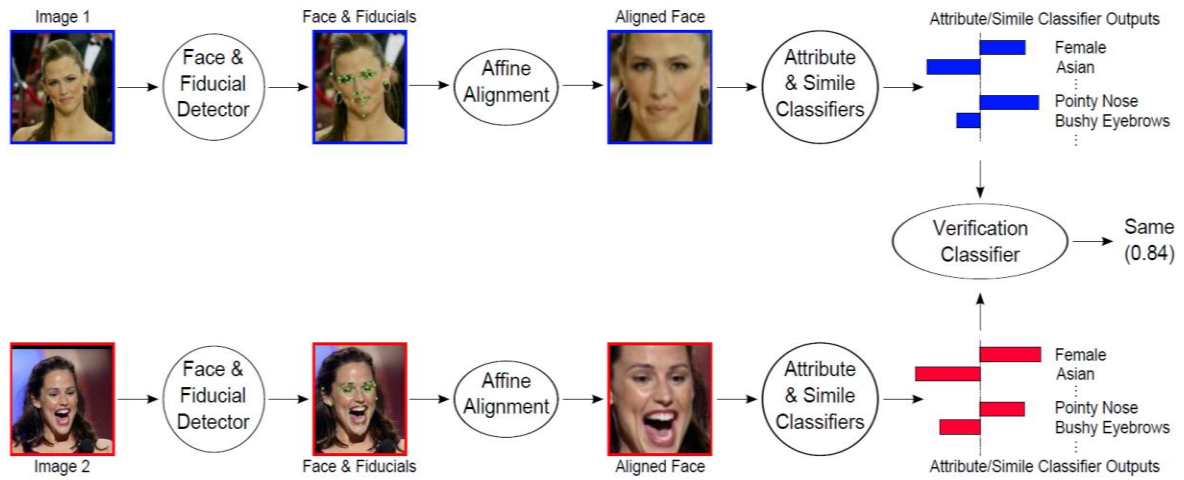 Image 1
Face & Fiducials
Aligned Face
Attribute/Simile Classifier Outputs
Face &
Fiducial
Detector
Affine
Alignment
Attribute
& Simile
Classifiers
Female
Asian
Pointy Nose
Bushy Eyebrows
Verification
Classifier
Same
(0.84)
Face &
Fiducial
Detector
Affine
Alignment
Attribute
& Simile
Classifiers
Female
Asian
Pointy Nose
Bushy Eyebrows
Image 2
Face & Fiducials
Aligned Face
Attribute/Simile Classifier Outputs